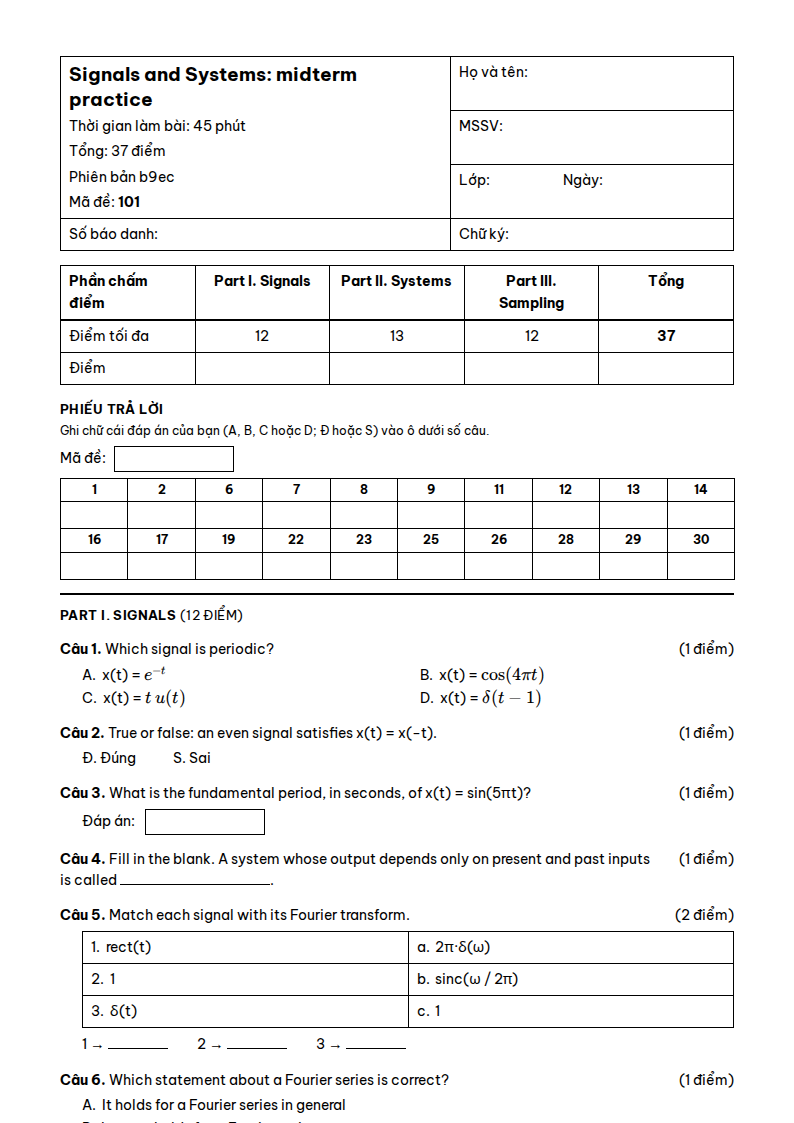 Signals and Systems: midterm
practice
Thời gian làm bài: 45 phút
Tổng: 37 điểm
Phiên bản b9ec
Mã đề: 101
Họ và tên:
MSSV:
Lớp: Ngày:
Số báo danh: Chữ ký:
Phần chấm điểm Part I. Signals Part II. Systems Part III. Sampling Tổng
Điểm tối đa 12 13 12 37
Điểm
PHIẾU TRẢ LỜI
Ghi chữ cái đáp án của bạn (A, B, C hoặc D; Đ hoặc S) vào ô dưới số câu.
Mã đề:
1 2 6 7 8 9 11 12 13 14
16 17 19 22 23 25 26 28 29 30
PART I. SIGNALS (12 ĐIỂM)
Câu 1. Which signal is periodic? (1 điểm)
A. x(t) = e^{−t} B. x(t) = cos(4πt)
C. x(t) = t u(t) D. x(t) = δ(t − 1)
Câu 2. True or false: an even signal satisfies x(t) = x(-t). (1 điểm)
Đ. Đúng S. Sai
Câu 3. What is the fundamental period, in seconds, of x(t) = sin(5πt)? (1 điểm)
Đáp án:
Câu 4. Fill in the blank. A system whose output depends only on present and past inputs (1 điểm)
is called ____________.
Câu 5. Match each signal with its Fourier transform. (2 điểm)
1. rect(t) a. 2π·δ(ω)
2. 1 b. sinc(ω / 2π)
3. δ(t) c. 1
1 → ______ 2 → ______ 3 → ______
Câu 6. Which statement about a Fourier series is correct? (1 điểm)
A. It holds for a Fourier series in general